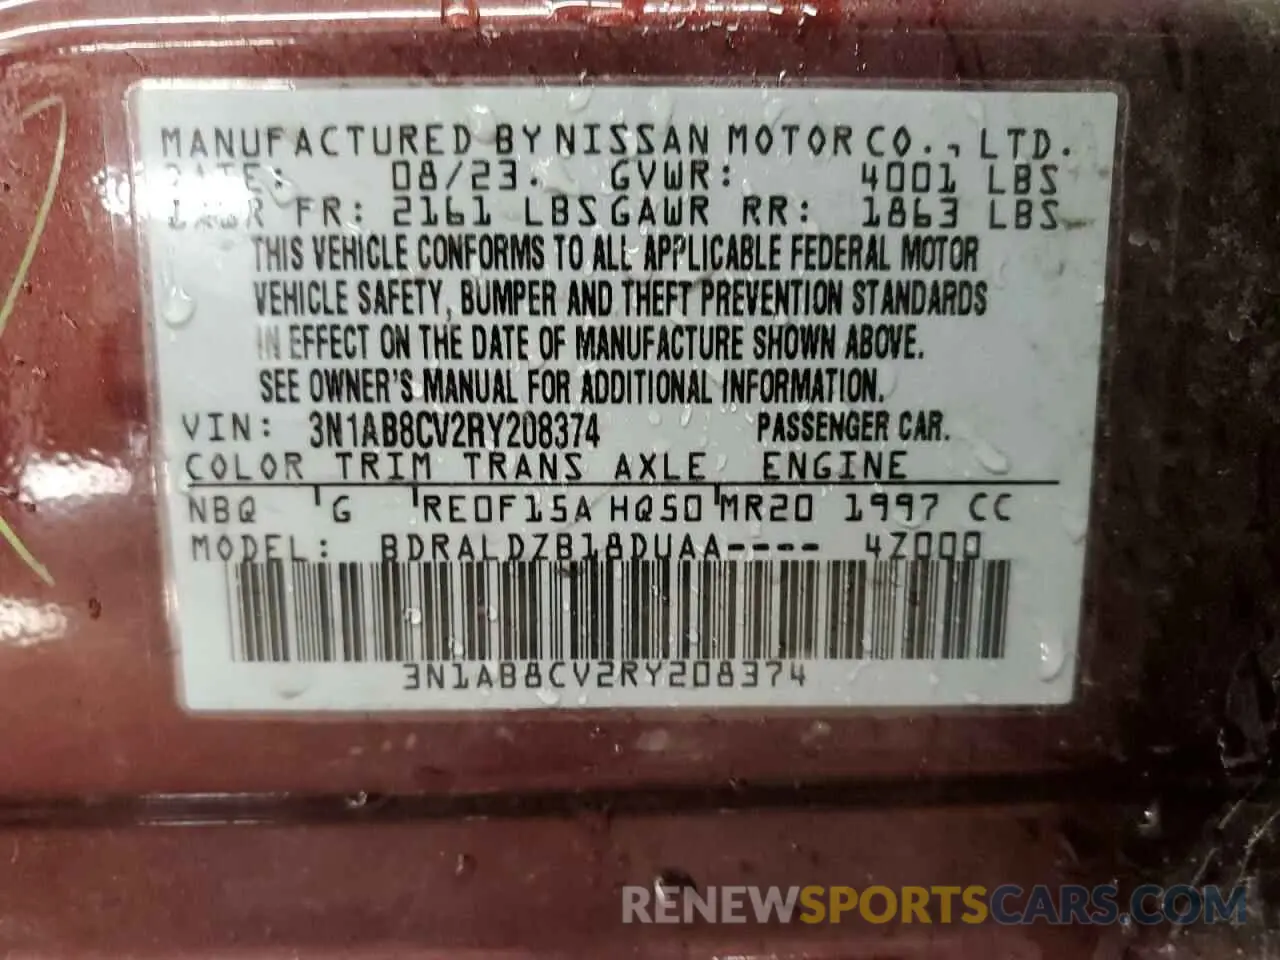 MANUFACTURED BY NISSAN MOTOR CO., LTD.
DATE: 08/23. GVWR: 4001 LBS
GAWR FR: 2161 LBS GAWR RR: 1863 LBS
THIS VEHICLE CONFORMS TO ALL APPLICABLE FEDERAL MOTOR
VEHICLE SAFETY, BUMPER AND THEFT PREVENTION STANDARDS
IN EFFECT ON THE DATE OF MANUFACTURE SHOWN ABOVE.
SEE OWNER'S MANUAL FOR ADDITIONAL INFORMATION.
VIN: 3N1AB8CV2RY208374 PASSENGER CAR.
COLOR TRIM TRANS AXLE ENGINE
NBQ G RE0F15A HQ50 MR20 1997 CC
MODEL: BDRALDZB18DUAA---- 4Z000
3N1AB8CV2RY208374
RENEWSPORTSCARS.COM